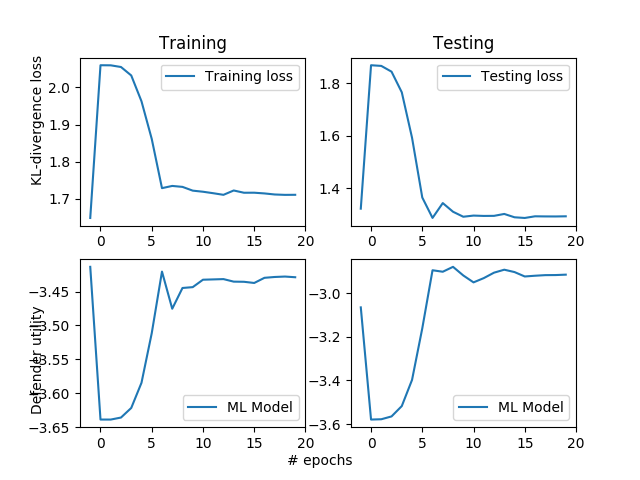 Training
Testing
KL-divergence loss
2.0
1.9
1.8
1.7
Training loss
0 5 10 15 20
1.8
1.6
1.4
Testing loss
0 5 10 15 20
Defender utility
−3.45
−3.50
−3.55
−3.60
−3.65
ML Model
0 5 10 15 20
−3.0
−3.2
−3.4
−3.6
ML Model
0 5 10 15 20
# epochs